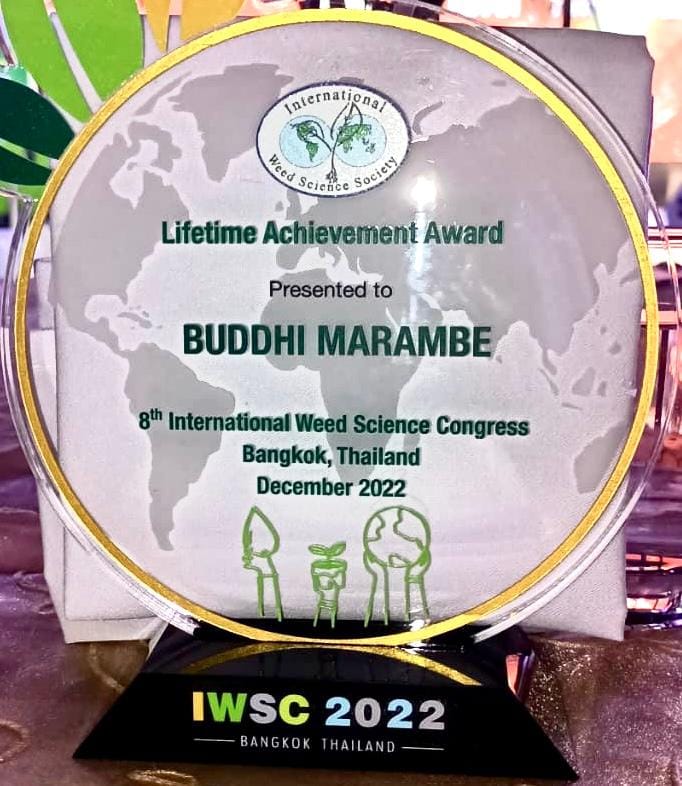 International
Weed Science Society
Lifetime Achievement Award
Presented to
BUDDHI MARAMBE
8th International Weed Science Congress
Bangkok, Thailand
December 2022
IWSC 2022
BANGKOK THAILAND